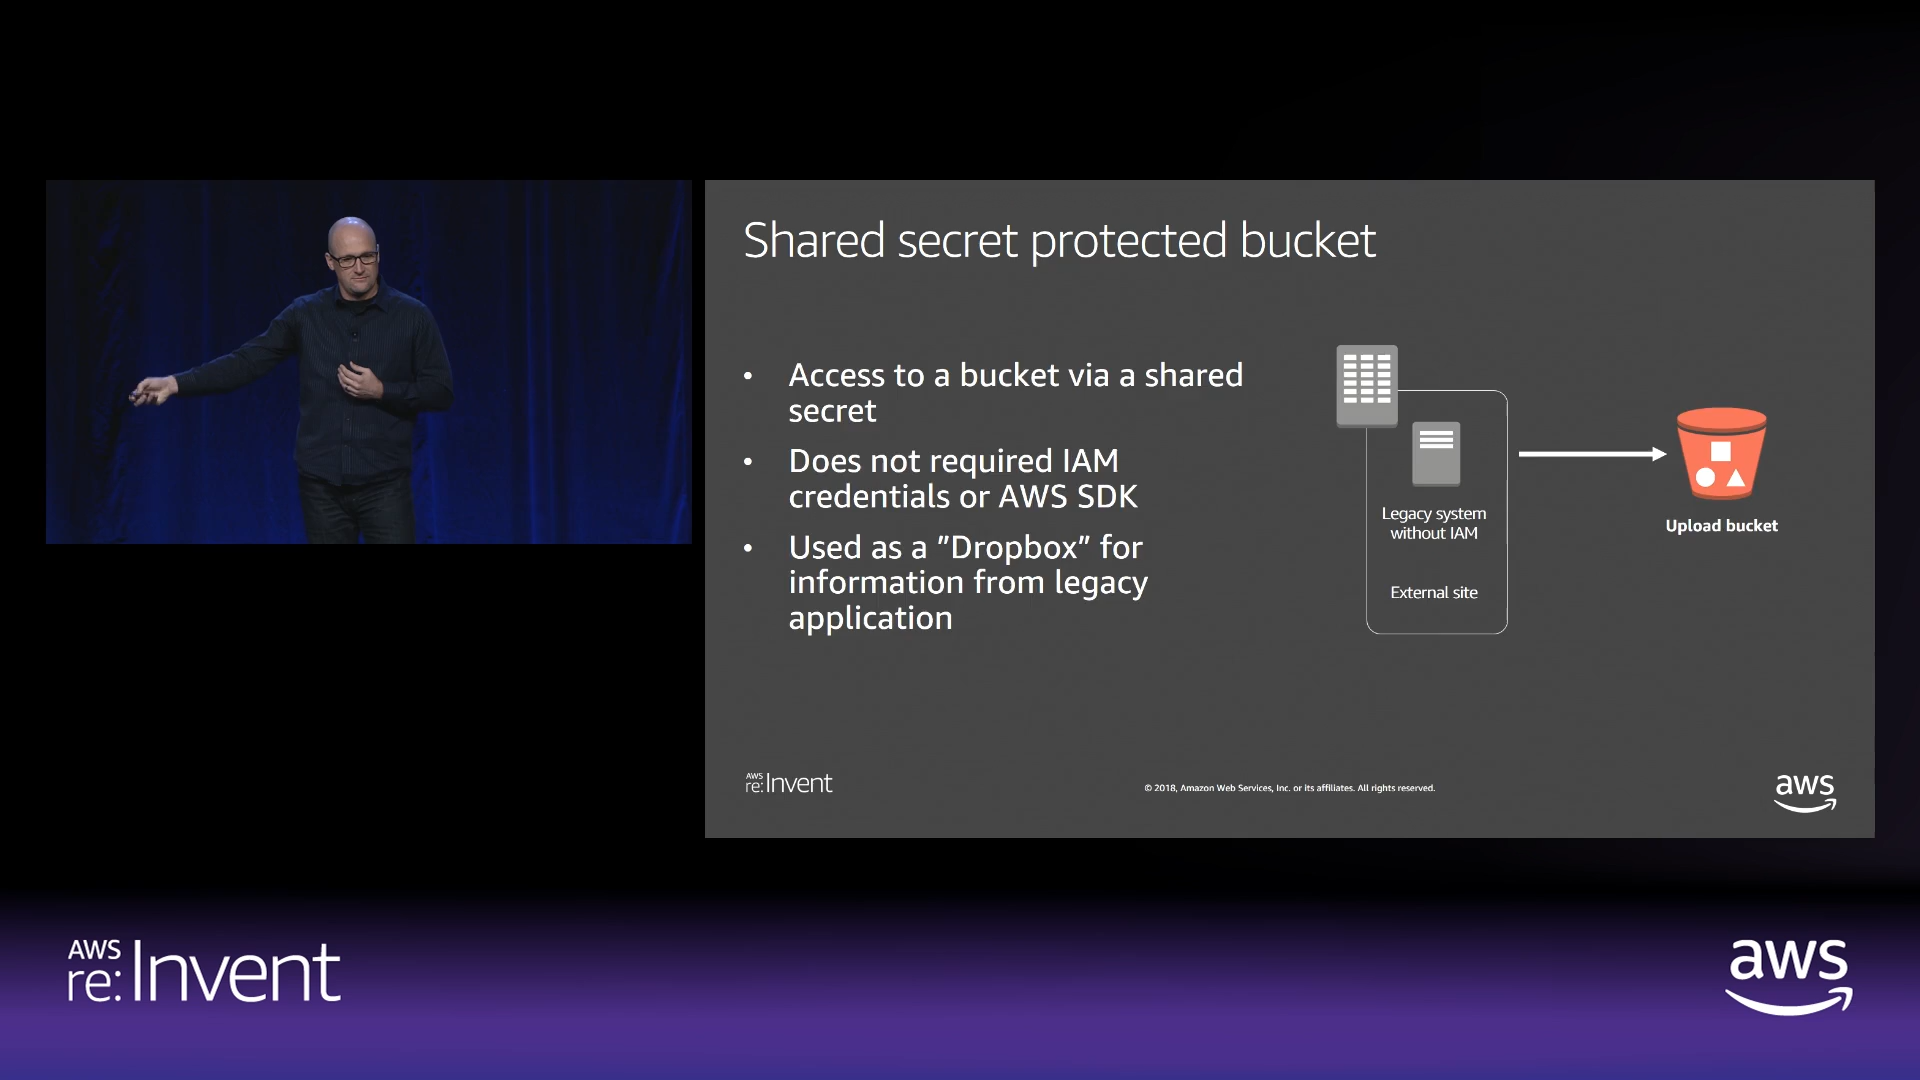 Shared secret protected bucket
• Access to a bucket via a shared
secret
• Does not required IAM
credentials or AWS SDK
• Used as a ”Dropbox” for
information from legacy
application
Legacy system
without IAM
External site
Upload bucket
AWS
re:Invent
© 2018, Amazon Web Services, Inc. or its affiliates. All rights reserved.
aws
AWS
re:Invent
aws